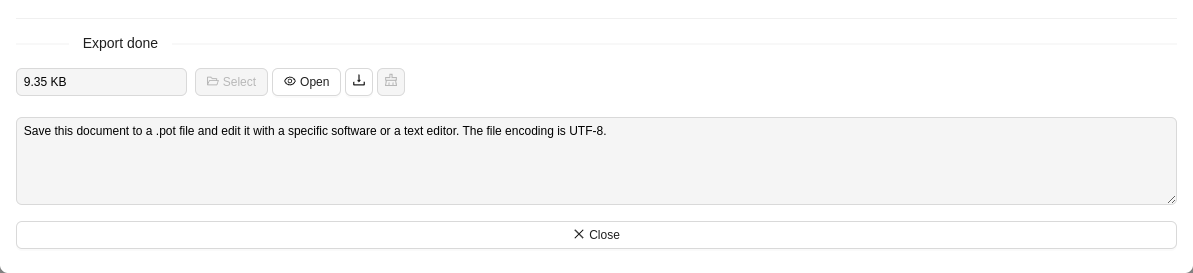 Export done
9.35 KB
Select
Open
Save this document to a .pot file and edit it with a specific software or a text editor. The file encoding is UTF-8.
Close